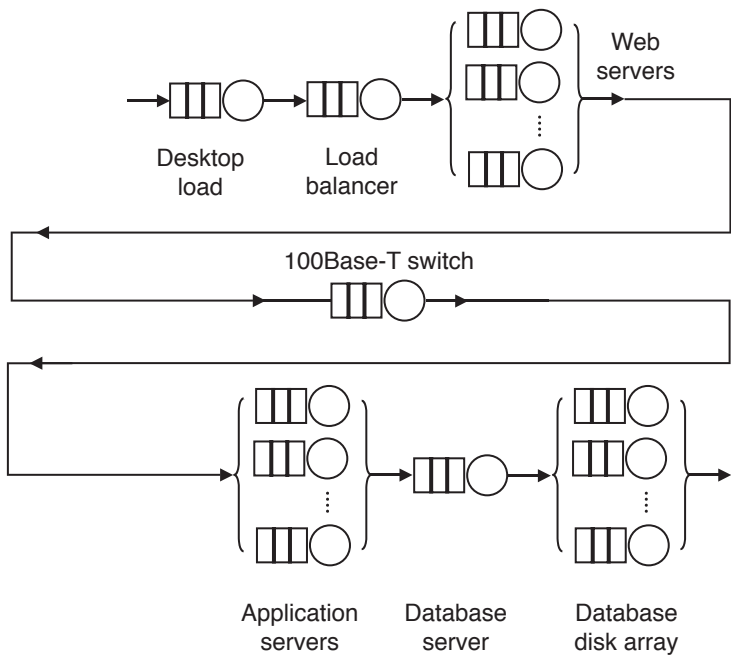 Web
servers
Desktop
load
Load
balancer
100Base-T switch
Application
servers
Database
server
Database
disk array